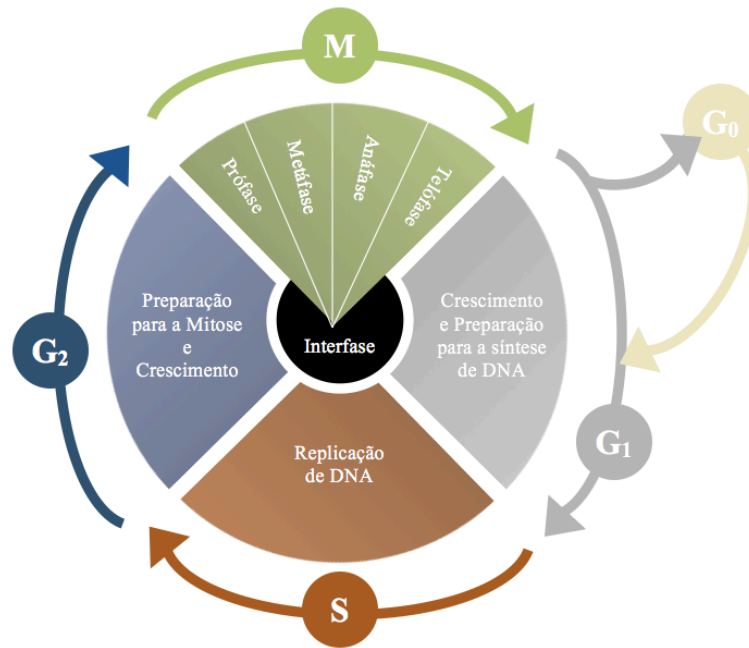 M
G₀
Prófase
Metáfase
Anáfase
Telófase
Preparação
para a Mitose
e
Crescimento
Interfase
Crescimento
e Preparação
para a síntese
de DNA
G₂
G₁
Replicação
de DNA
S